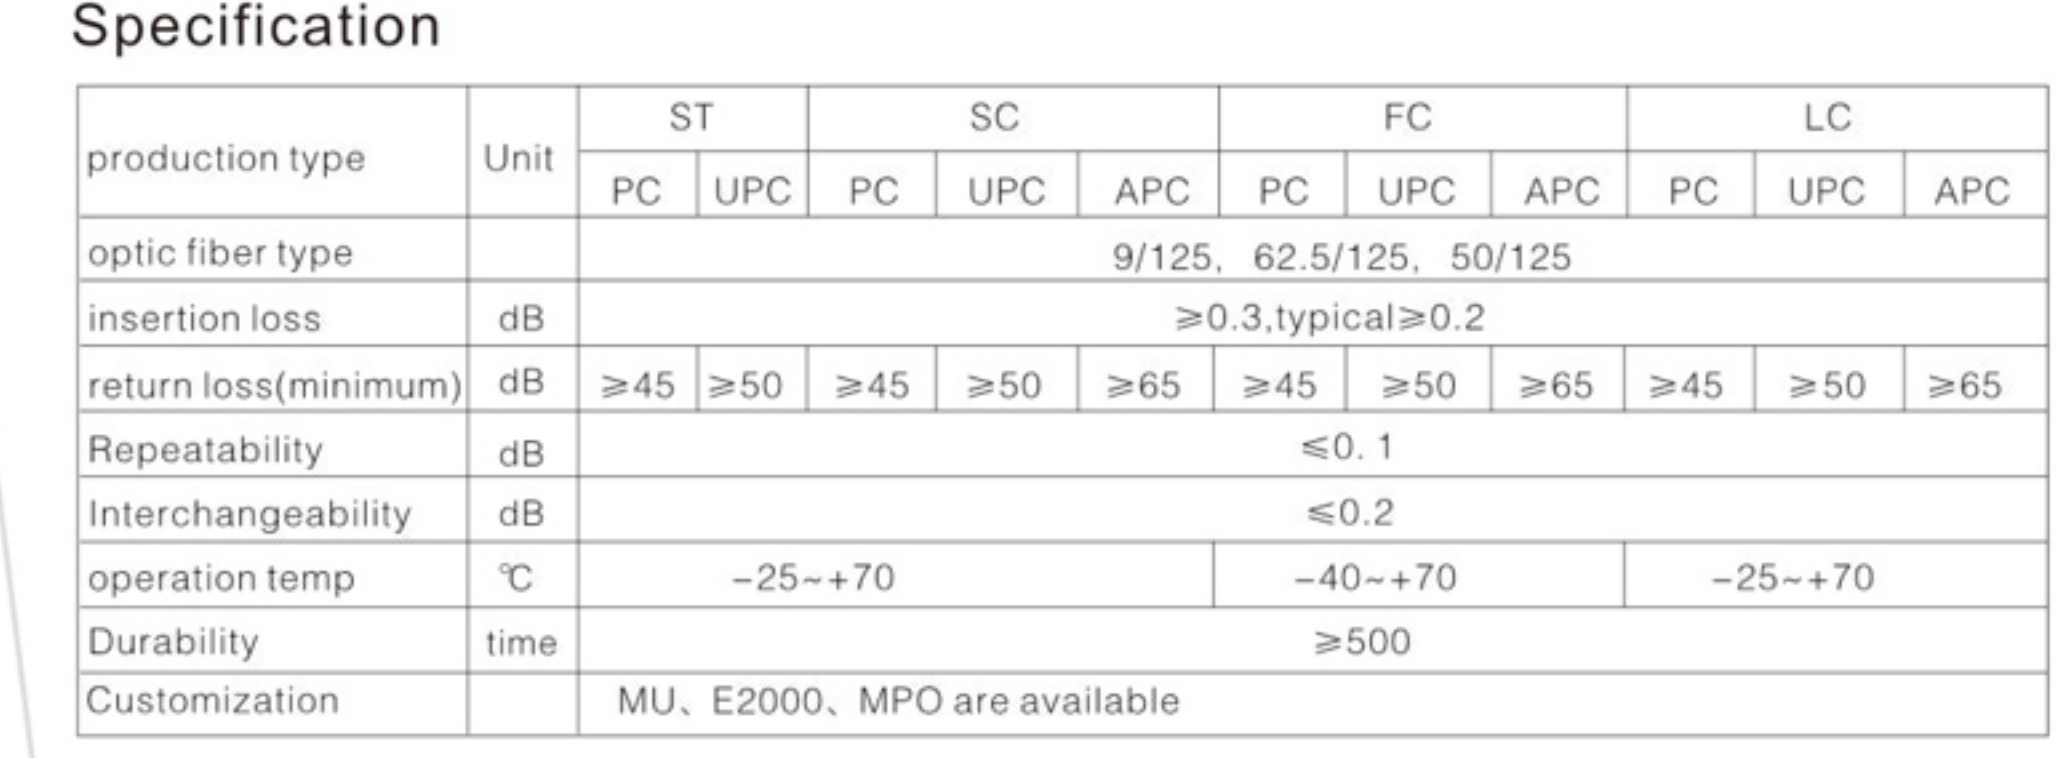 Specification
production type Unit ST SC FC LC
PC UPC PC UPC APC PC UPC APC PC UPC APC
optic fiber type 9/125, 62.5/125, 50/125
insertion loss dB ⩾0.3,typical⩾0.2
return loss(minimum) dB ⩾45 ⩾50 ⩾45 ⩾50 ⩾65 ⩾45 ⩾50 ⩾65 ⩾45 ⩾50 ⩾65
Repeatability dB ⩽0. 1
Interchangeability dB ⩽0.2
operation temp ℃ −25~+70 −40~+70 −25~+70
Durability time ⩾500
Customization MU、E2000、MPO are available